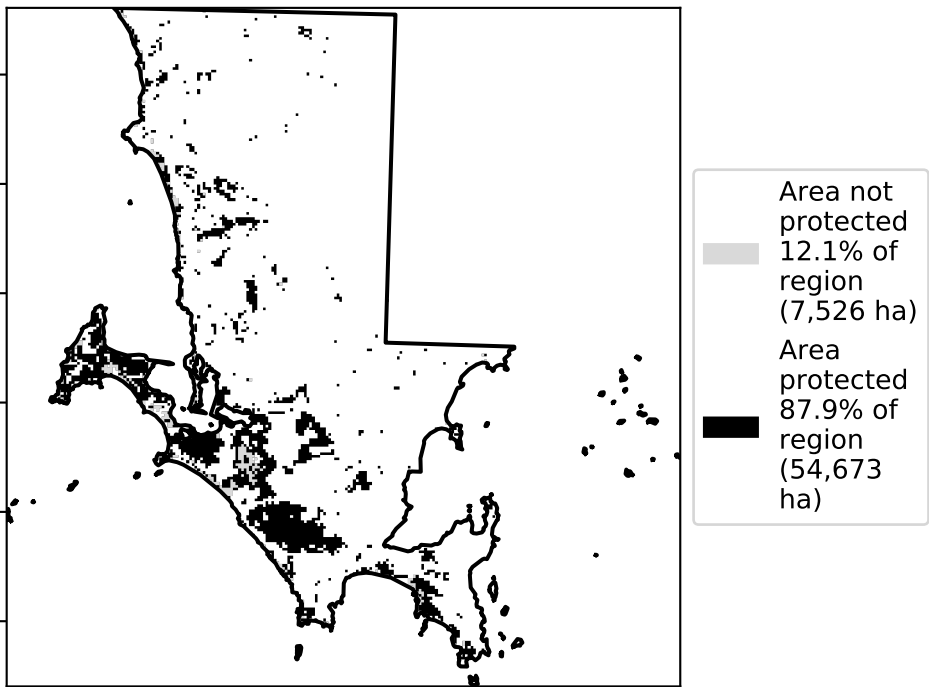 Area not
protected
12.1% of
region
(7,526 ha)
Area
protected
87.9% of
region
(54,673
ha)